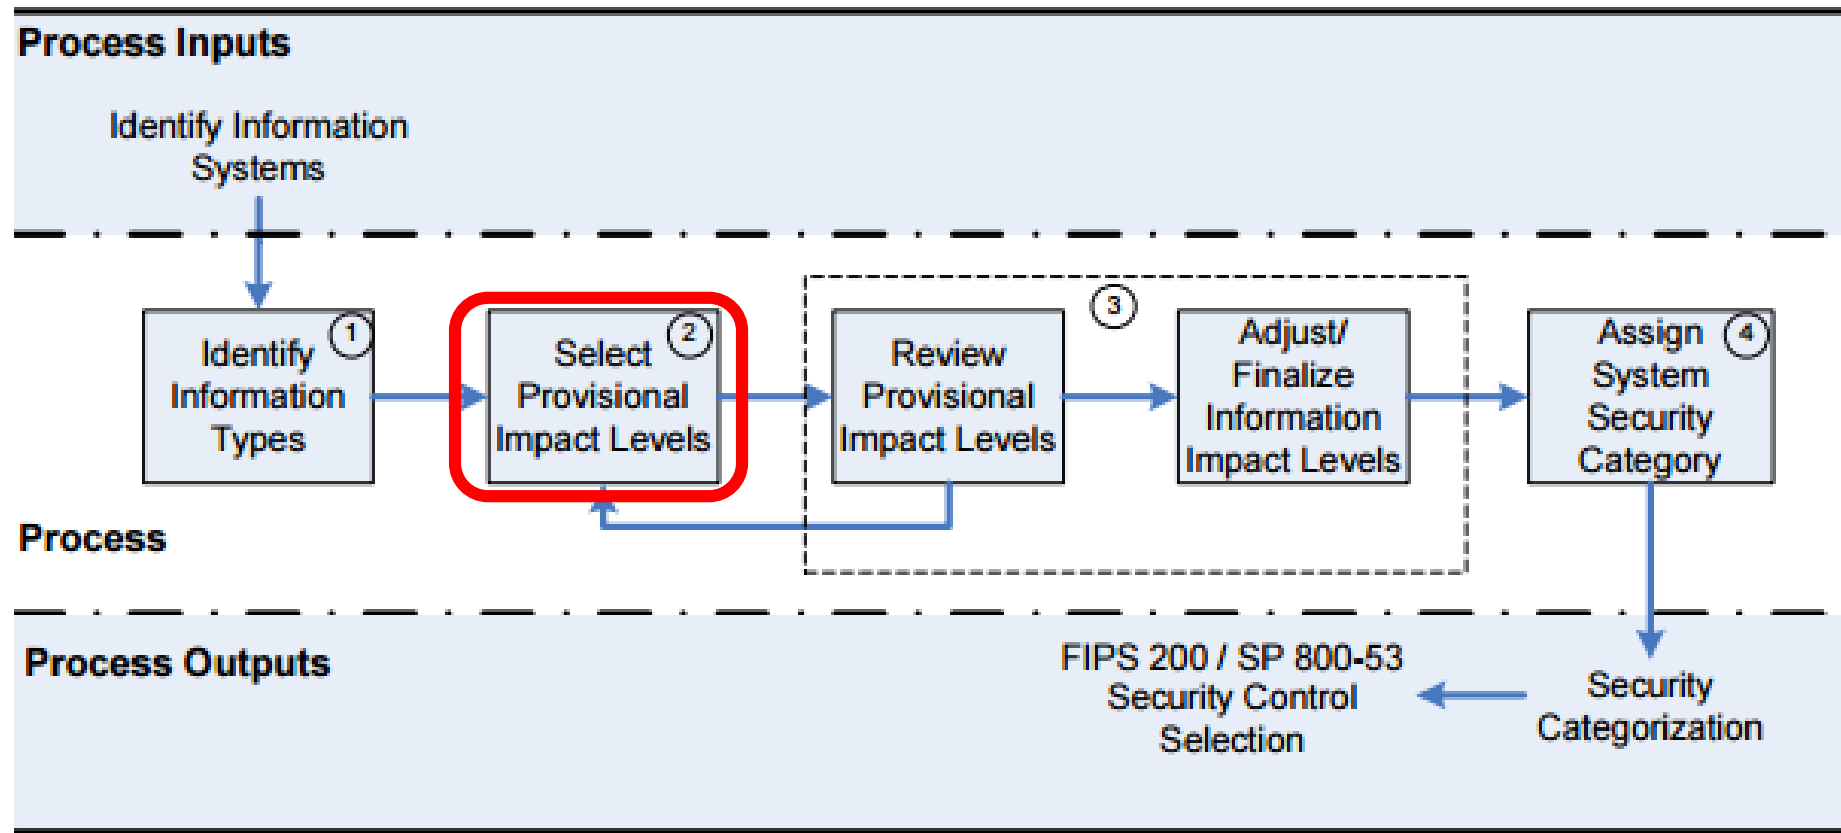 Process Inputs
Identify Information
Systems
1
Identify
Information
Types
2
Select
Provisional
Impact Levels
3
Review
Provisional
Impact Levels
Adjust/
Finalize
Information
Impact Levels
4
Assign
System
Security
Category
Process
Process Outputs
FIPS 200 / SP 800-53
Security Control
Selection
Security
Categorization